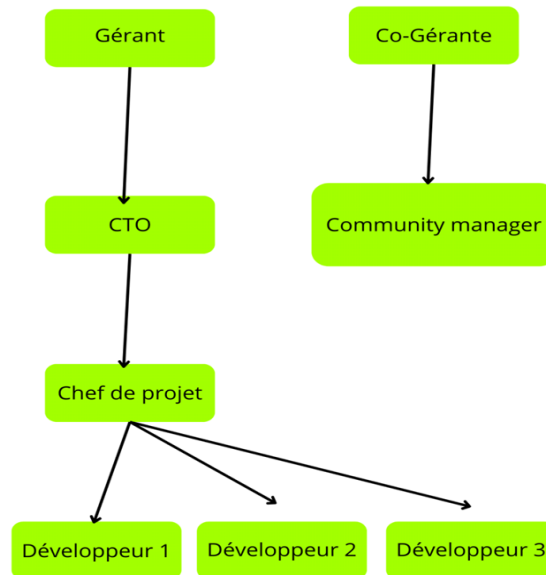 Gérant
Co-Gérante
CTO
Community manager
Chef de projet
Développeur 1
Développeur 2
Développeur 3